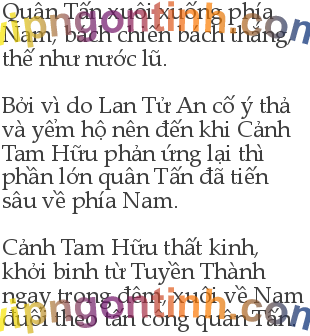 Quân Tấn xuôi xuống phía
Nam, bách chiến bách thắng,
thế như nước lũ.
Bởi vì do Lan Tử An cố ý thả
và yểm hộ nên đến khi Cảnh
Tam Hữu phản ứng lại thì
phần lớn quân Tấn đã tiến
sâu về phía Nam.
Cảnh Tam Hữu thất kinh,
khởi binh từ Tuyền Thành
ngay trong đêm, xuôi về Nam
đuổi theo tấn công quân Tấn